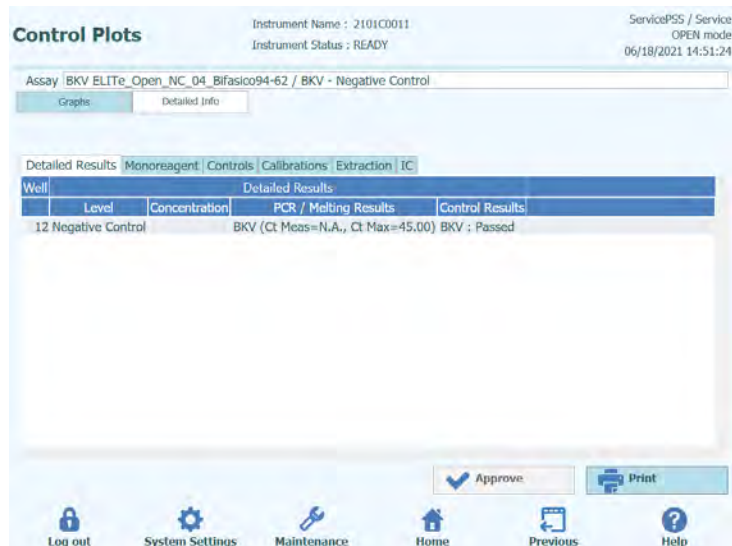 Control Plots
Instrument Name : 2101C0011
Instrument Status : READY
ServicePSS / Service
OPEN mode
06/18/2021 14:51:24
Assay BKV ELITe_Open_NC_04_Bifasico94-62 / BKV - Negative Control
Graphs Detailed Info
Detailed Results Monoreagent Controls Calibrations Extraction IC
Well Detailed Results
Level Concentration PCR / Melting Results Control Results
12 Negative Control BKV (Ct Meas=N.A., Ct Max=45.00) BKV : Passed
Approve Print
Log out System Settings Maintenance Home Previous Help